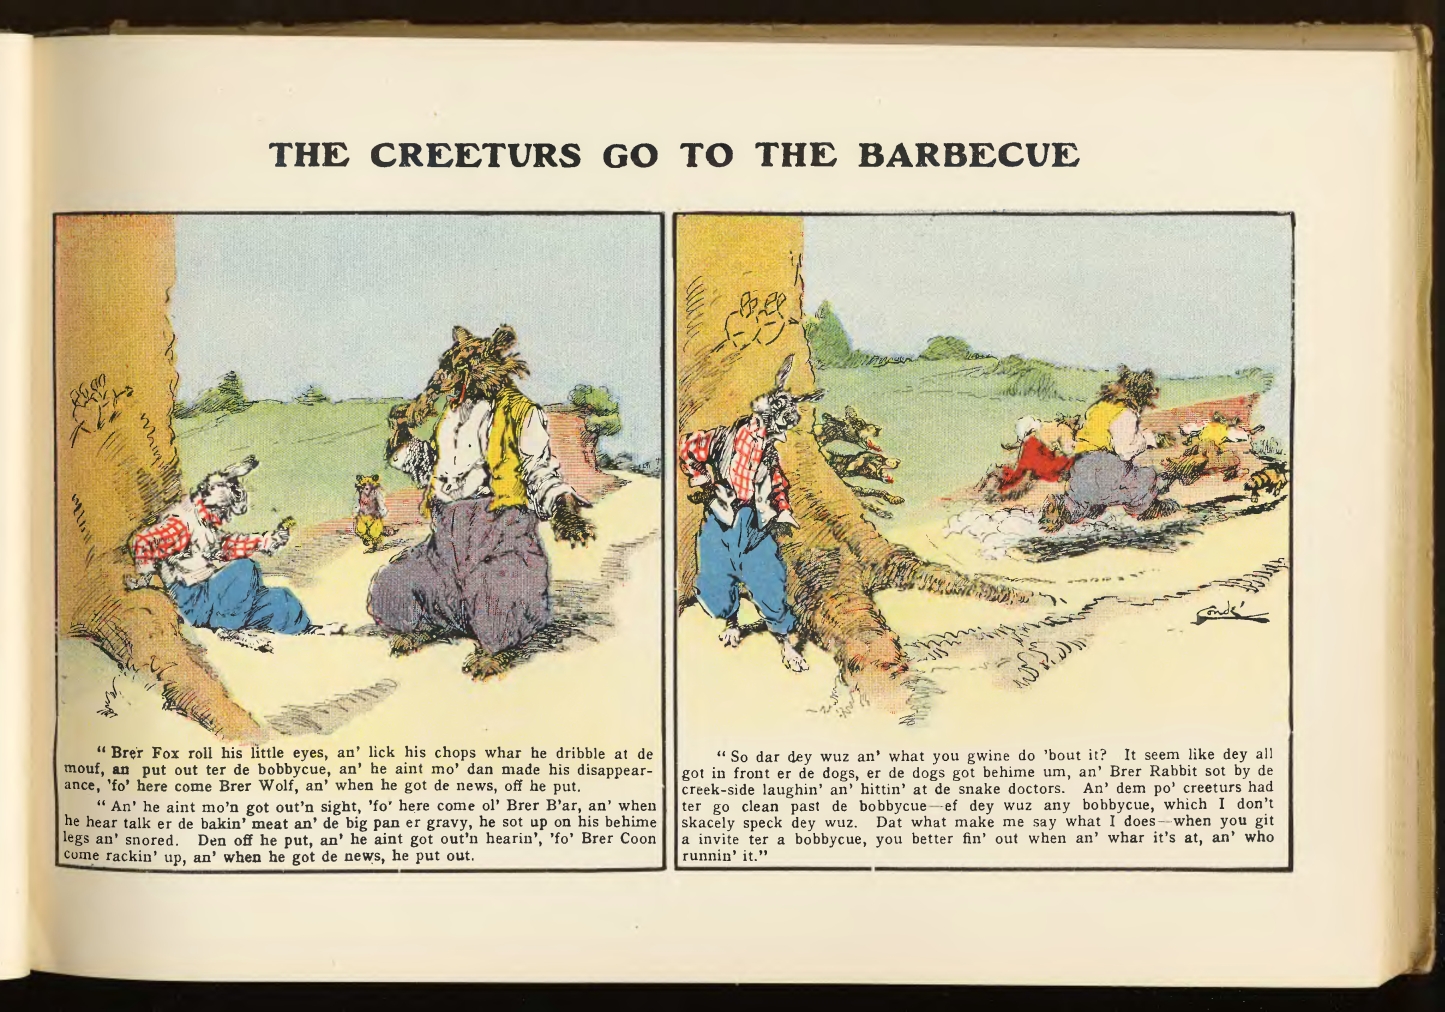 THE CREETURS GO TO THE BARBECUE
“ Brer Fox roll his little eyes, an’ lick his chops whar he dribble at de
mouf, an put out ter de bobbycue, an’ he aint mo’ dan made his disappear-
ance, ’fo’ here come Brer Wolf, an’ when he got de news, off he put.
“ An’ he aint mo’n got out’n sight, ’fo’ here come ol’ Brer B’ar, an’ when
he hear talk er de bakin’ meat an’ de big pan er gravy, he sot up on his behime
legs an’ snored. Den off he put, an’ he aint got out’n hearin’, ’fo’ Brer Coon
come rackin’ up, an’ when he got de news, he put out.
“ So dar dey wuz an’ what you gwine do ’bout it? It seem like dey all
got in front er de dogs, er de dogs got behime um, an’ Brer Rabbit sot by de
creek-side laughin’ an’ hittin’ at de snake doctors. An’ dem po’ creeturs had
ter go clean past de bobbycue—ef dey wuz any bobbycue, which I don’t
skacely speck dey wuz. Dat what make me say what I does—when you git
a invite ter a bobbycue, you better fin’ out when an’ whar it’s at, an’ who
runnin’ it.”
Condé